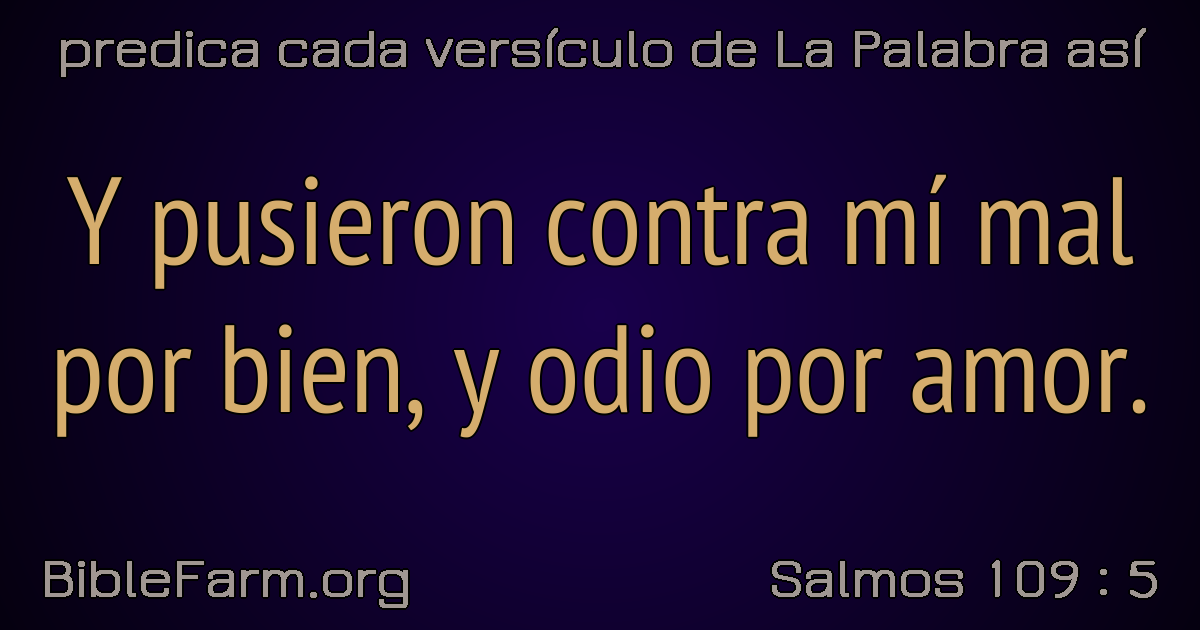 predica cada versículo de La Palabra así
Y pusieron contra mí mal
por bien, y odio por amor.
BibleFarm.org
Salmos 109 : 5